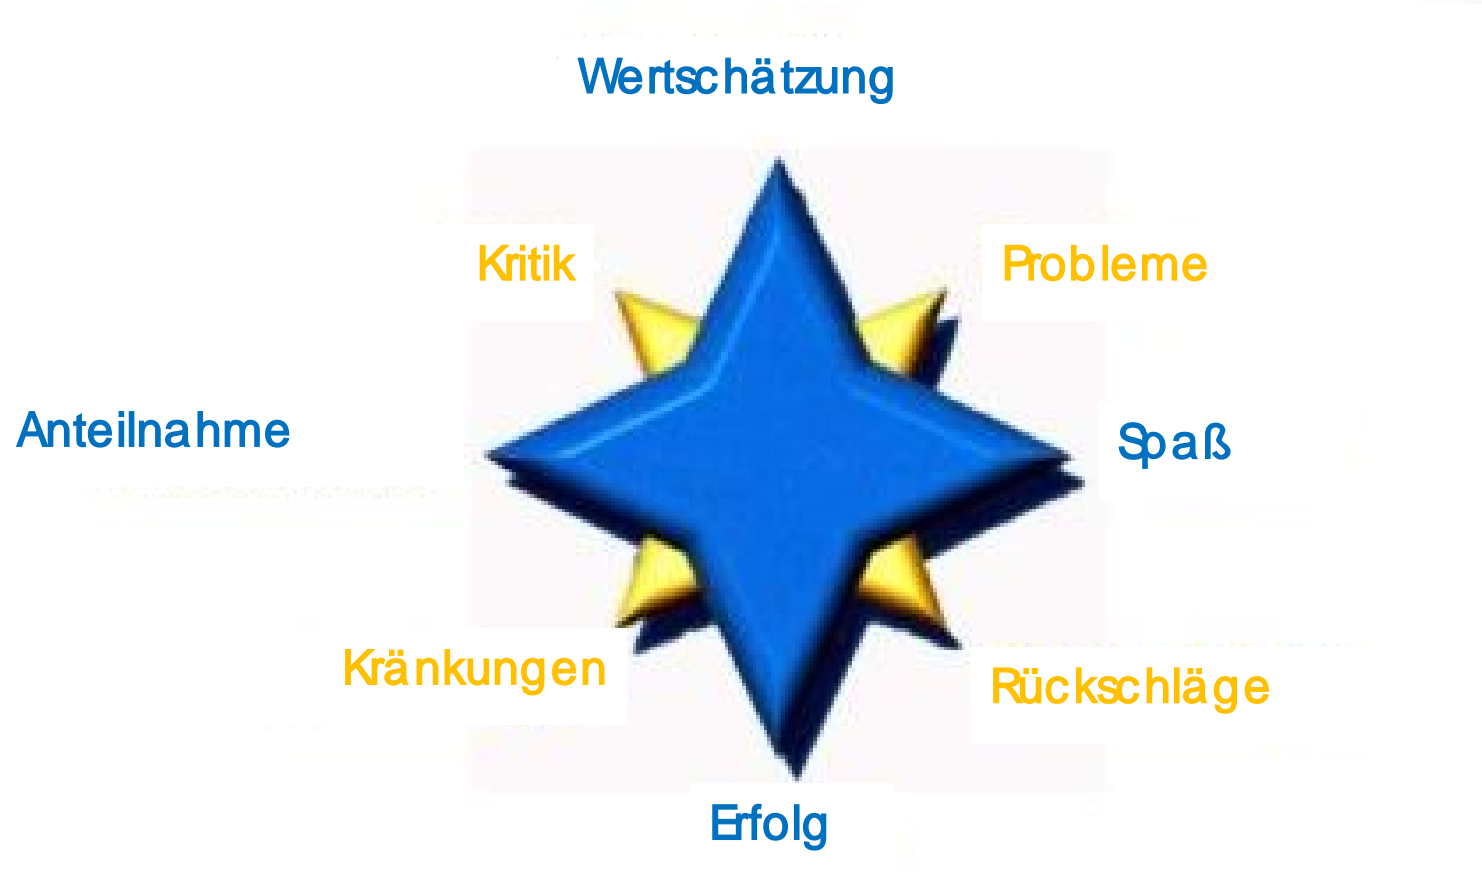 Wertschätzung
Kritik
Probleme
Anteilnahme
Spaß
Kränkungen
Rückschläge
Erfolg